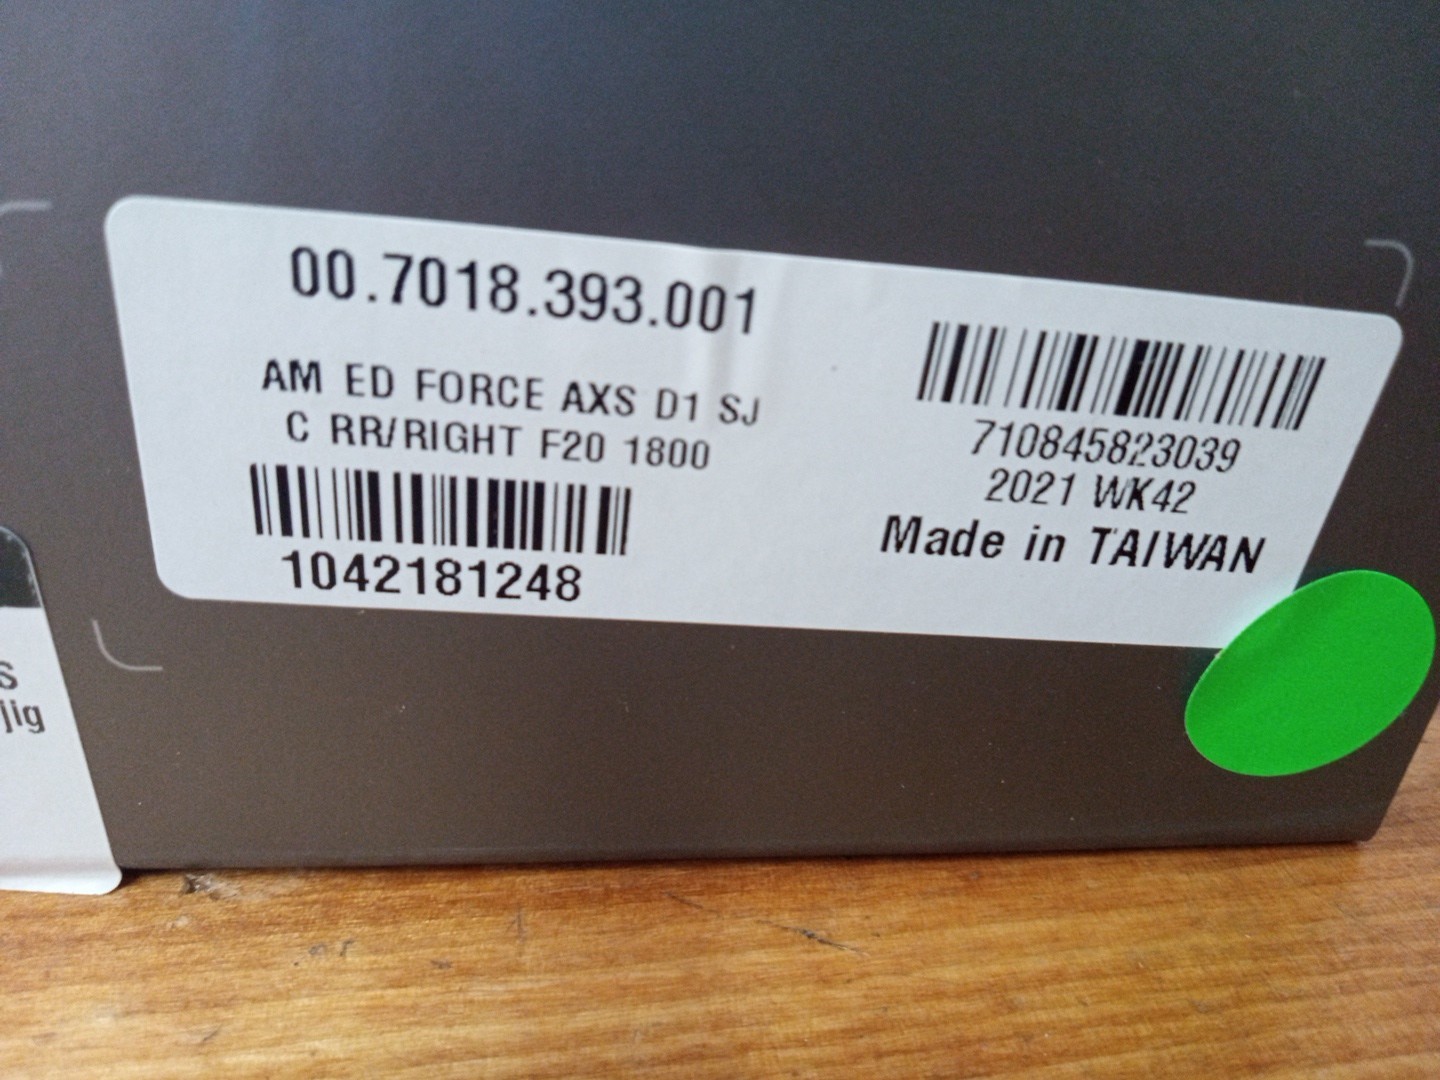 00.7018.393.001
AM ED FORCE AXS D1 SJ
C RR/RIGHT F20 1800
1042181248
710845823039
2021 WK42
Made in TAIWAN
S
jig